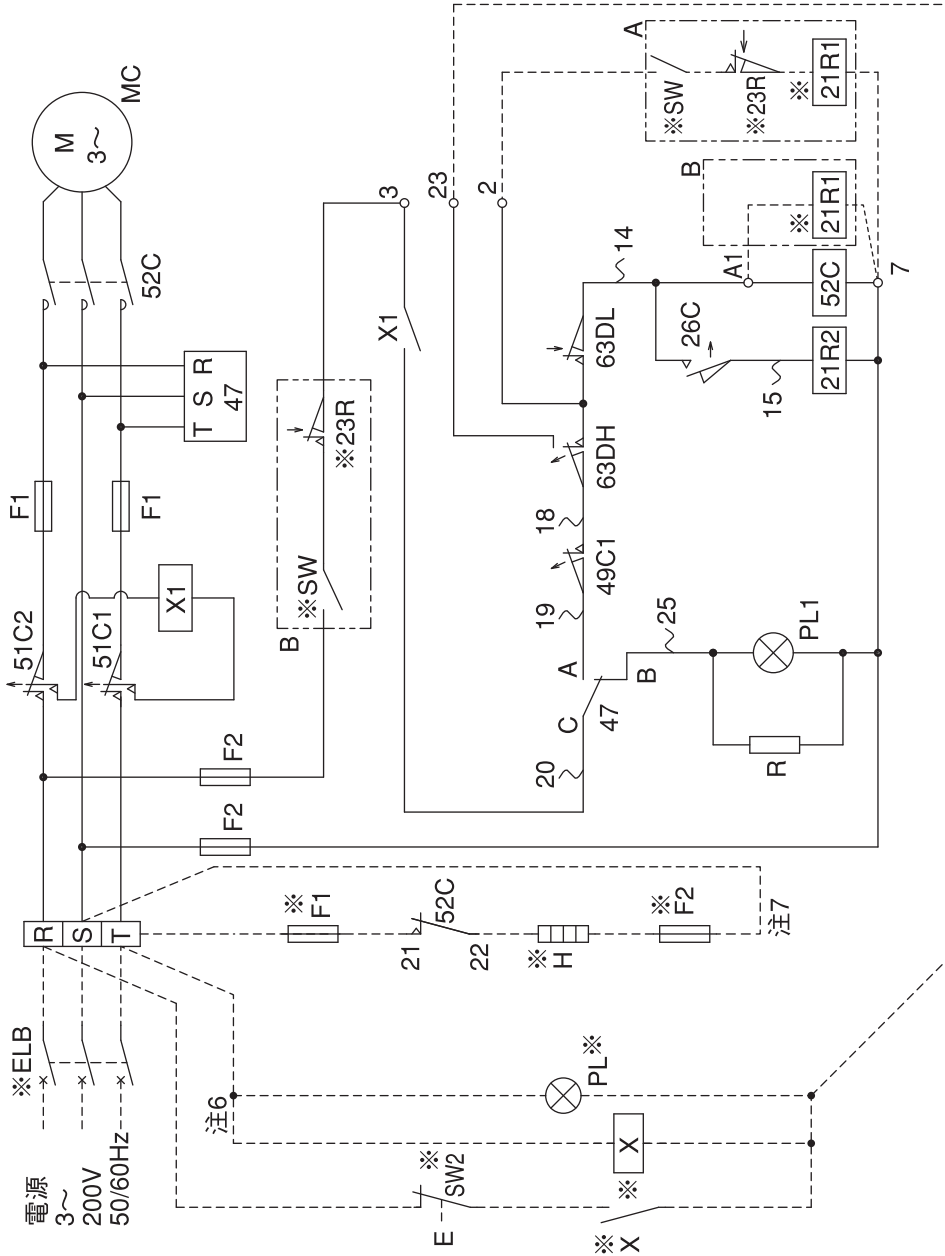 電源
3～
200V
50/60Hz
※ELB
R
S
T
注6
※
SW2
E
※
X
※X
PL※
※
F1
21
52C
22
※
H
※
F2
注7
F2
F2
51C2
51C1
X1
F1
F1
T S R
47
52C
M
3～
MC
B
※SW
※23R
X1
3
23
2
20
C
A
47
B
19
49C1
18
63DH
63DL
14
25
PL1
R
26C
15
21R2
52C
A1
7
B
※
21R1
A
※SW
※23R
※
21R1